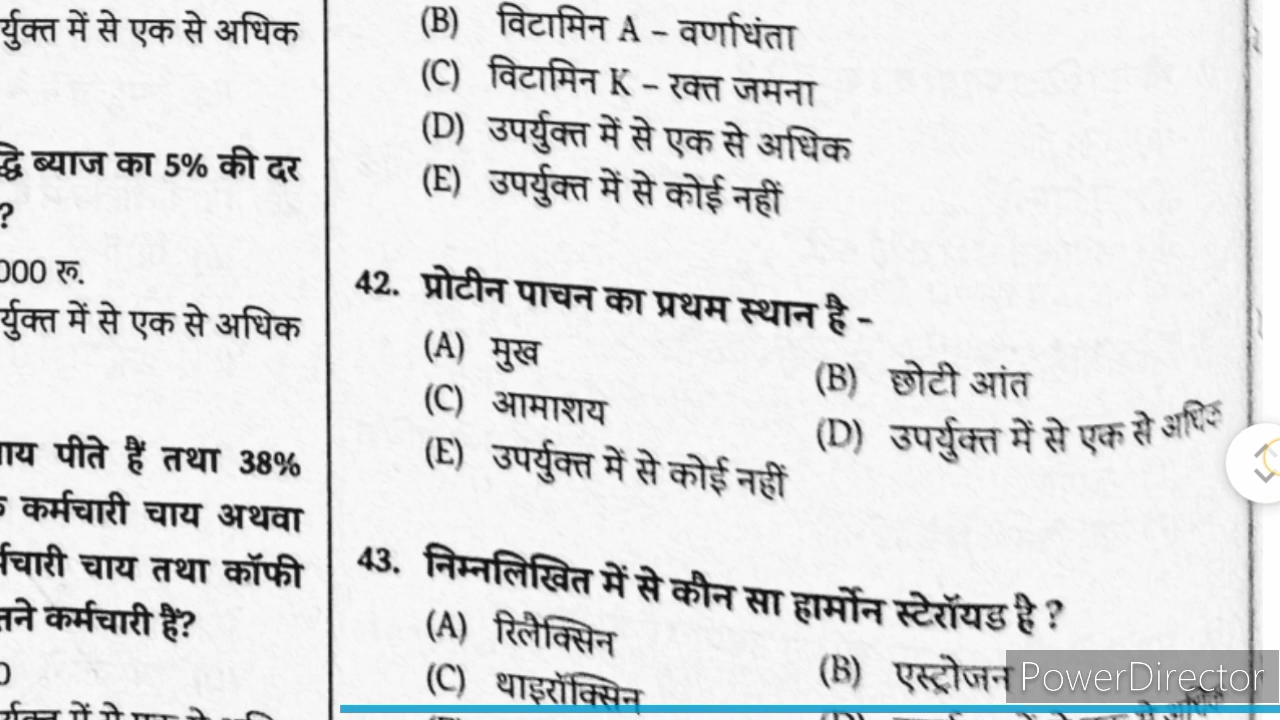 र्युक्त में से एक से अधिक
द्धि ब्याज का 5% की दर
?
000 रू.
र्युक्त में से एक से अधिक
ाय पीते हैं तथा 38%
कर्मचारी चाय अथवा
र्मचारी चाय तथा कॉफी
तने कर्मचारी हैं?
0
(B) विटामिन A – वर्णाधंता
(C) विटामिन K – रक्त जमना
(D) उपर्युक्त में से एक से अधिक
(E) उपर्युक्त में से कोई नहीं
42. प्रोटीन पाचन का प्रथम स्थान है –
(A) मुख
(B) छोटी आंत
(C) आमाशय
(D) उपर्युक्त में से एक से अधिक
(E) उपर्युक्त में से कोई नहीं
43. निम्नलिखित में से कौन सा हार्मोन स्टेरॉयड है ?
(A) रिलैक्सिन
(B) एस्ट्रोजन
(C) थाइरॉक्सिन
PowerDirector